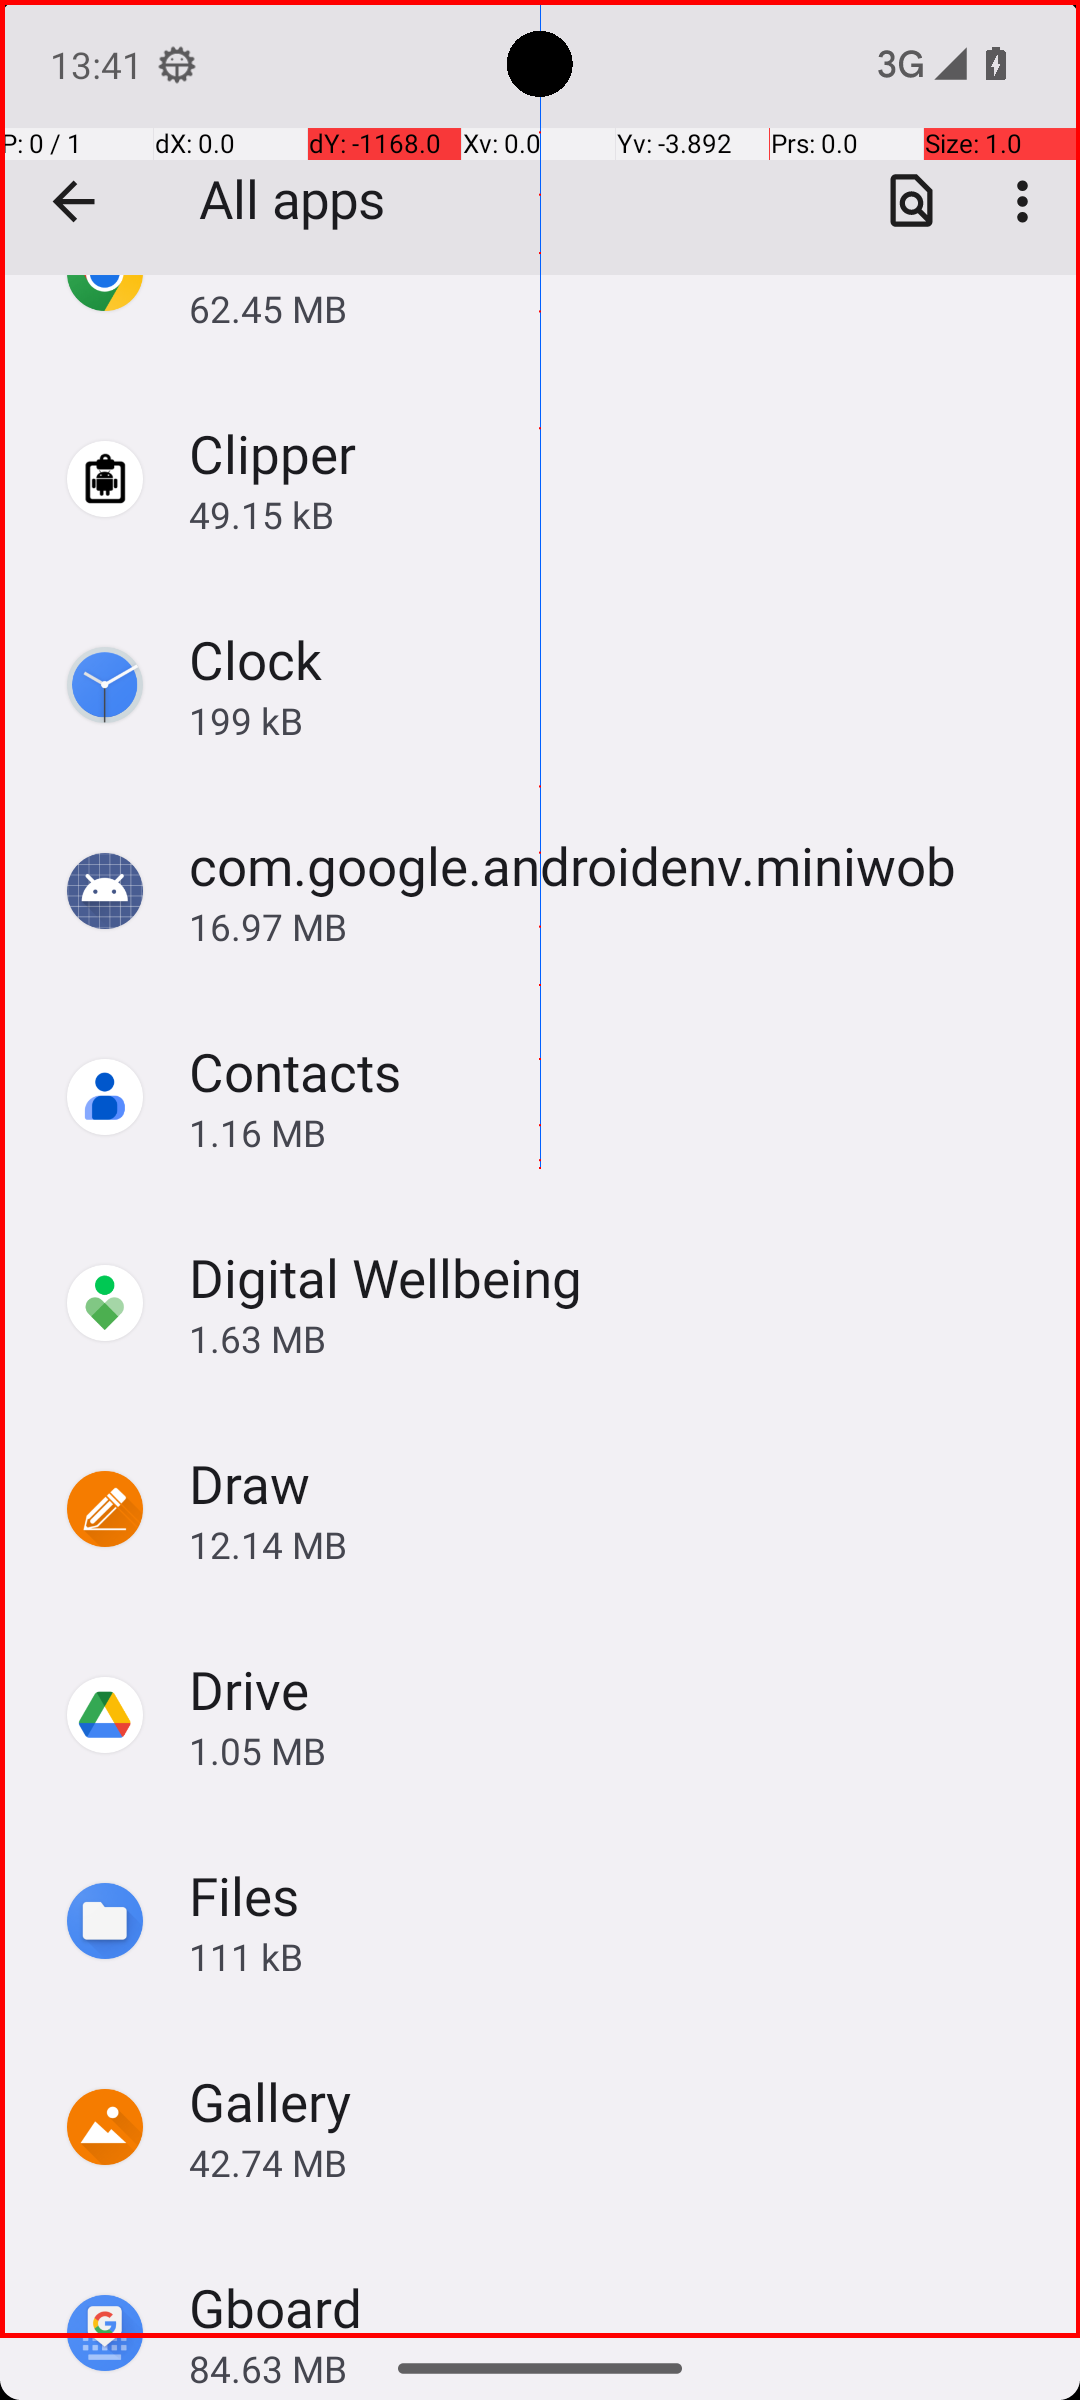 13:41
3G
P: 0 / 1 dX: 0.0 dY: -1168.0 Xv: 0.0 Yv: -3.892 Prs: 0.0 Size: 1.0
All apps
62.45 MB
Clipper
49.15 kB
Clock
199 kB
com.google.androidenv.miniwob
16.97 MB
Contacts
1.16 MB
Digital Wellbeing
1.63 MB
Draw
12.14 MB
Drive
1.05 MB
Files
111 kB
Gallery
42.74 MB
Gboard
84.63 MB